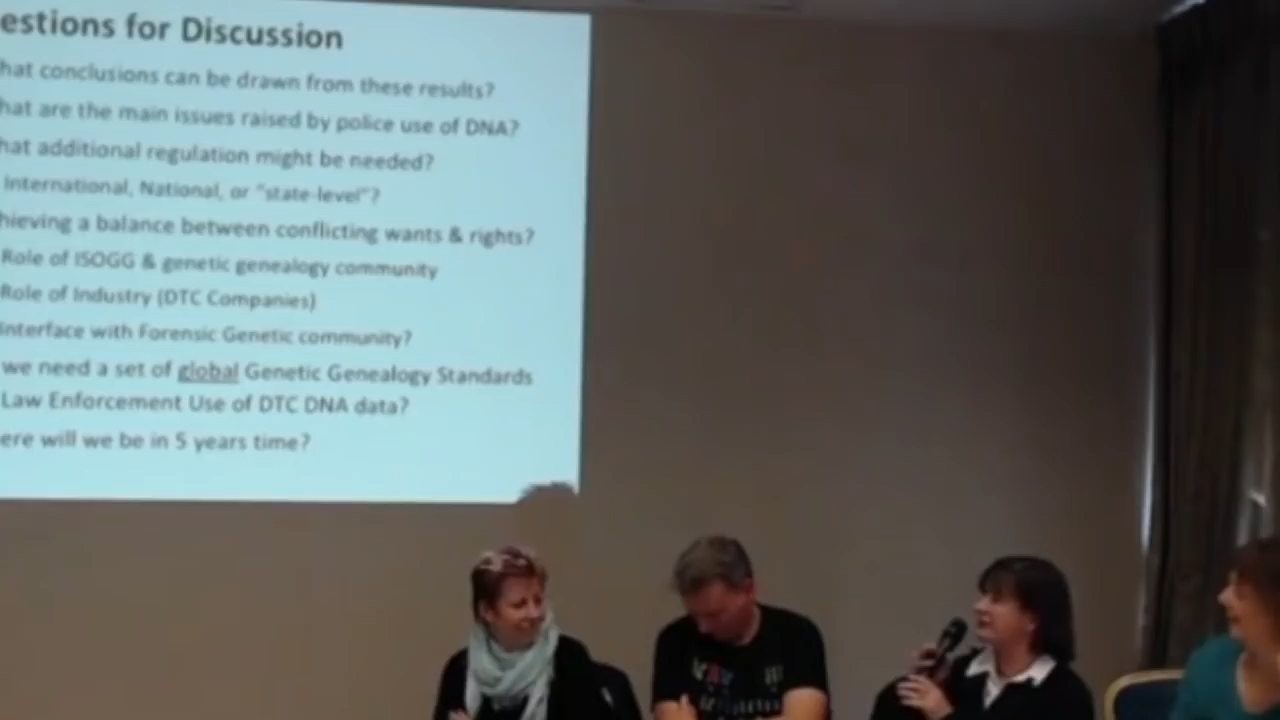 estions for Discussion
hat conclusions can be drawn from these results?
hat are the main issues raised by police use of DNA?
hat additional regulation might be needed?
International, National, or "state-level"?
hieving a balance between conflicting wants & rights?
Role of ISOGG & genetic genealogy community
Role of Industry (DTC Companies)
Interface with Forensic Genetic community?
we need a set of global Genetic Genealogy Standards
Law Enforcement Use of DTC DNA data?
ere will we be in 5 years time?